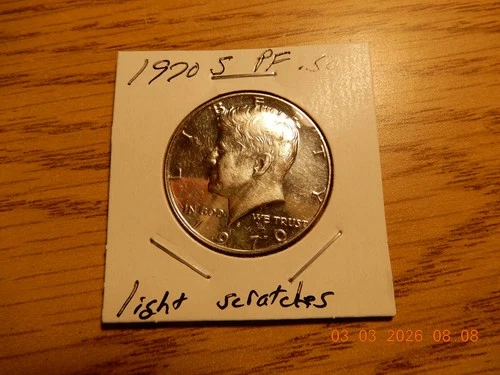 1970 S PF .50
LIBERTY
IN GOD WE TRUST
1970
light scratches
03 03 2026 08 08